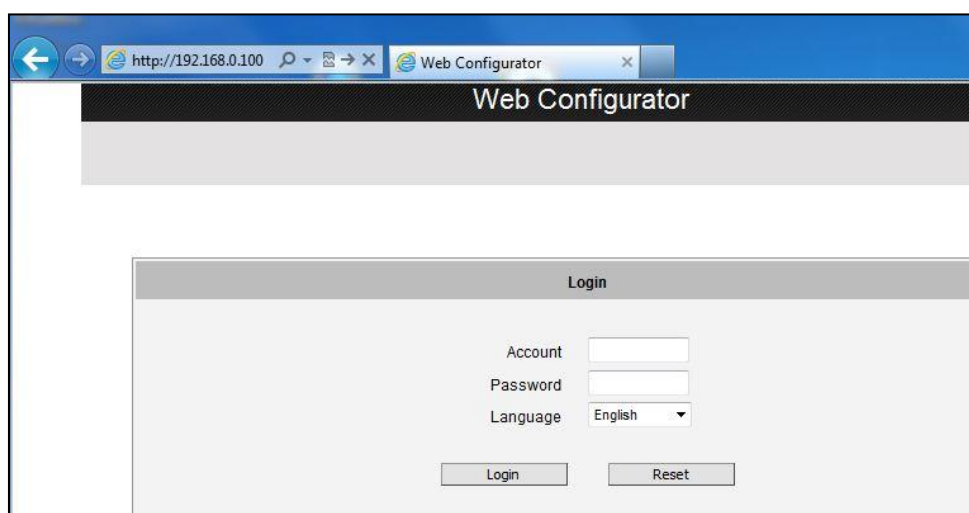 http://192.168.0.100
Web Configurator
Web Configurator
Login
Account
Password
Language English
Login Reset